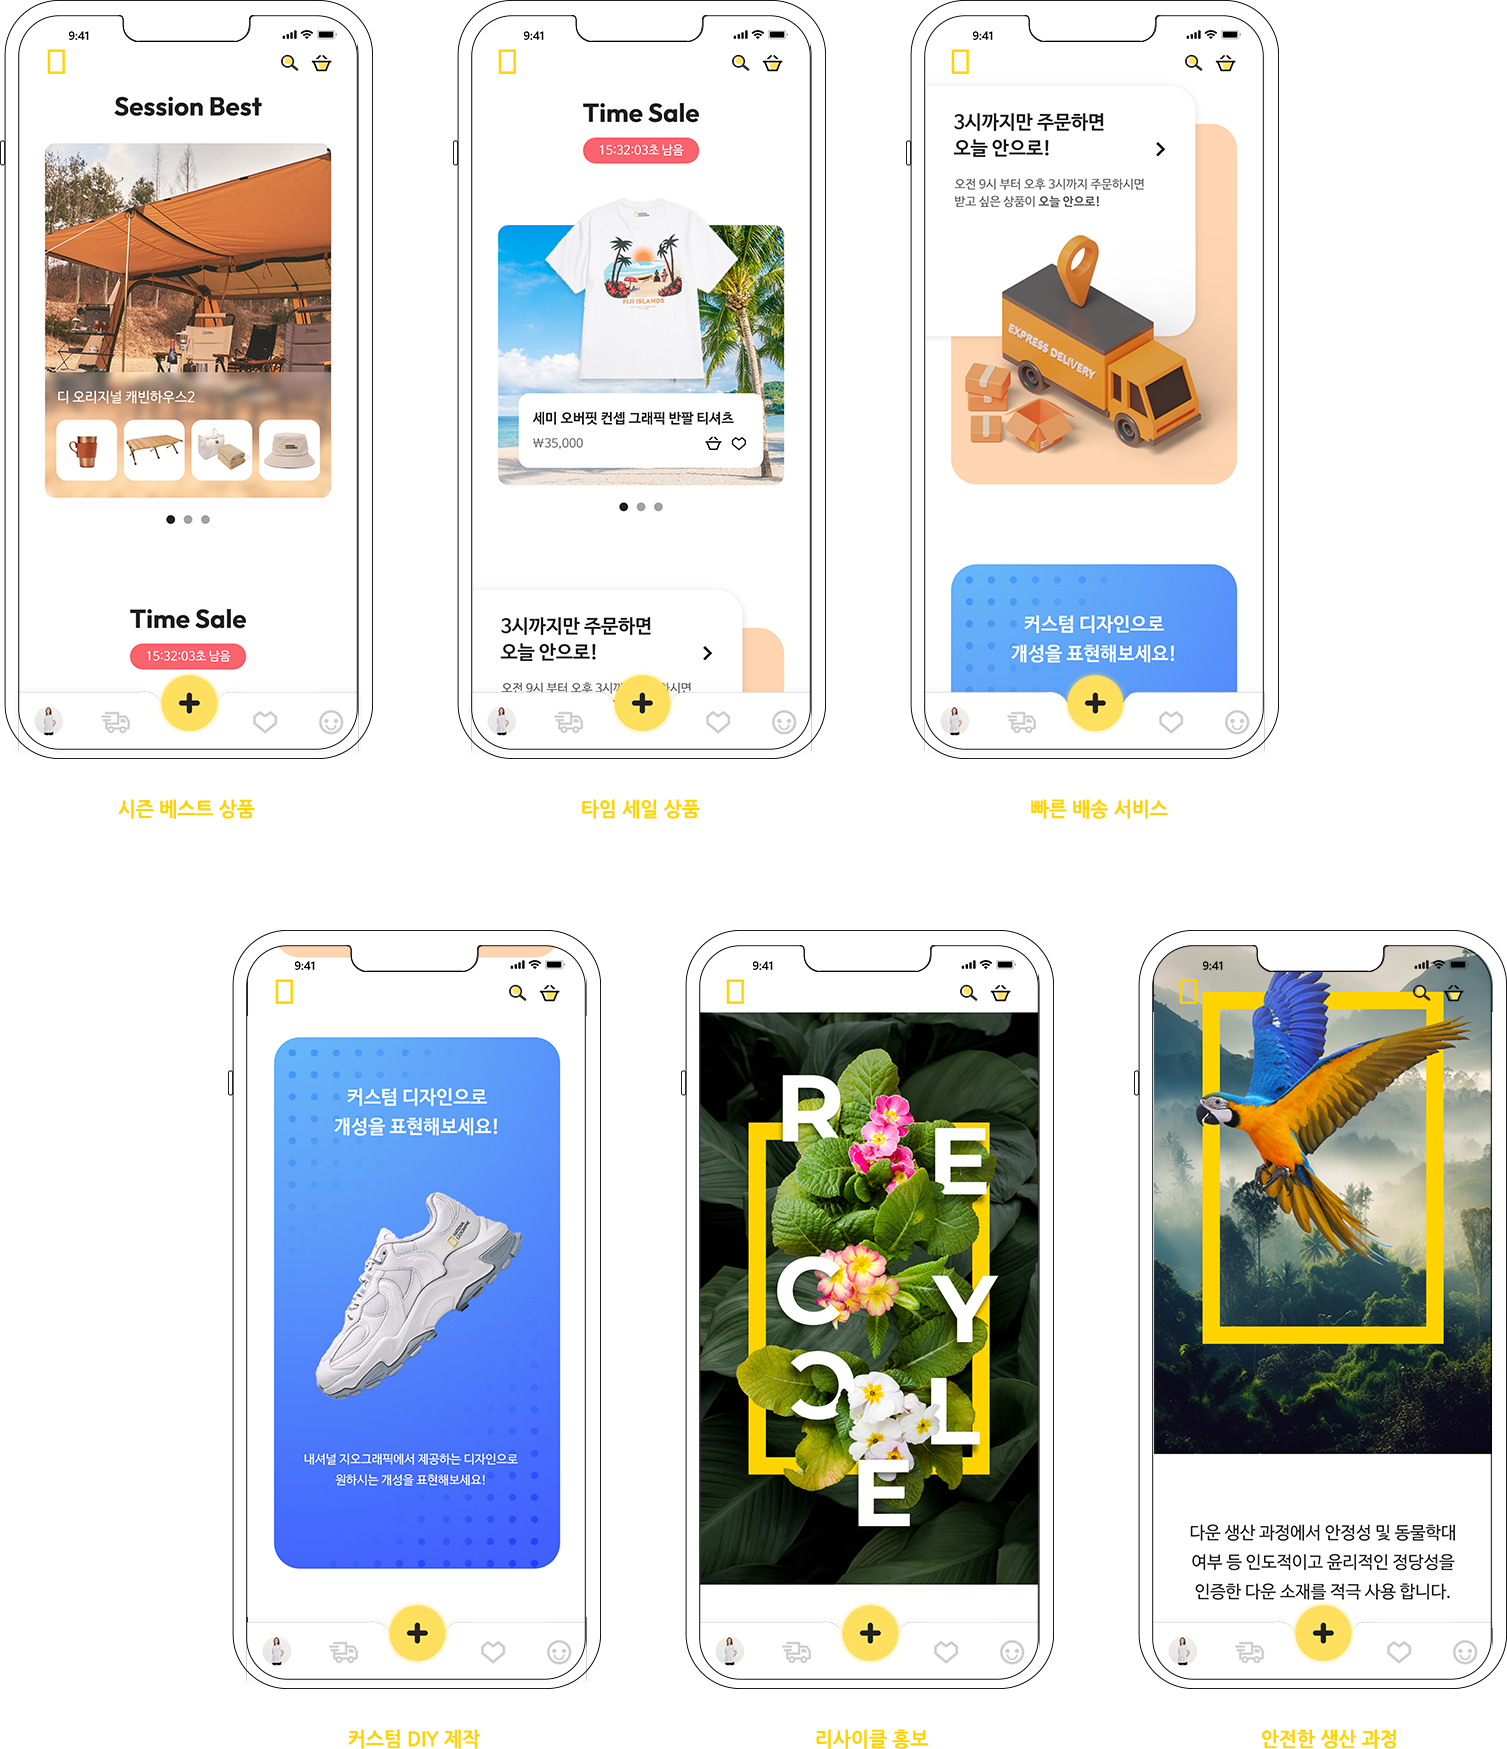 9:41
Session Best
디 오리지널 캐빈하우스2
Time Sale
15:32:03초 남음
시즌 베스트 상품
9:41
Time Sale
15:32:03초 남음
FIJI ISLANDS
세미 오버핏 컨셉 그래픽 반팔 티셔츠
₩35,000
3시까지만 주문하면
오늘 안으로!
오전 9시 부터 오후 3시까지 주문하시면
타임 세일 상품
9:41
3시까지만 주문하면
오늘 안으로!
오전 9시 부터 오후 3시까지 주문하시면
받고 싶은 상품이 오늘 안으로!
EXPRESS DELIVERY
커스텀 디자인으로
개성을 표현해보세요!
빠른 배송 서비스
9:41
커스텀 디자인으로
개성을 표현해보세요!
NATIONAL
GEOGRAPHIC
내셔널 지오그래픽에서 제공하는 디자인으로
원하시는 개성을 표현해보세요!
커스텀 DIY 제작
9:41
R
E
C
Y
C
L
E
리사이클 홍보
9:41
다운 생산 과정에서 안정성 및 동물학대
여부 등 인도적이고 윤리적인 정당성을
인증한 다운 소재를 적극 사용 합니다.
안전한 생산 과정